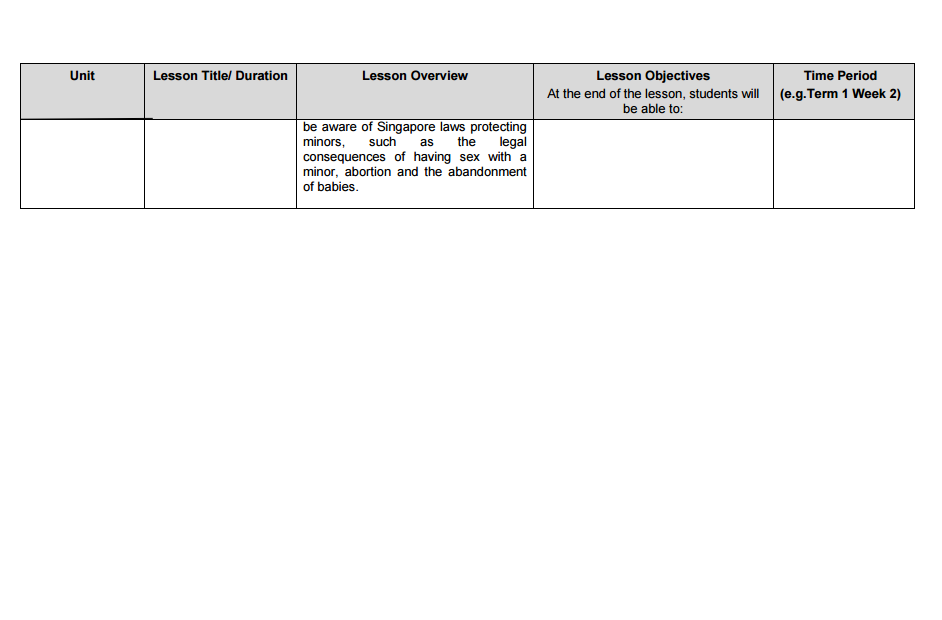 Unit
Lesson Title/ Duration
Lesson Overview
Lesson Objectives
At the end of the lesson, students will
be able to:
Time Period
(e.g.Term 1 Week 2)
be aware of Singapore laws protecting
minors, such as the legal
consequences of having sex with a
minor, abortion and the abandonment
of babies.